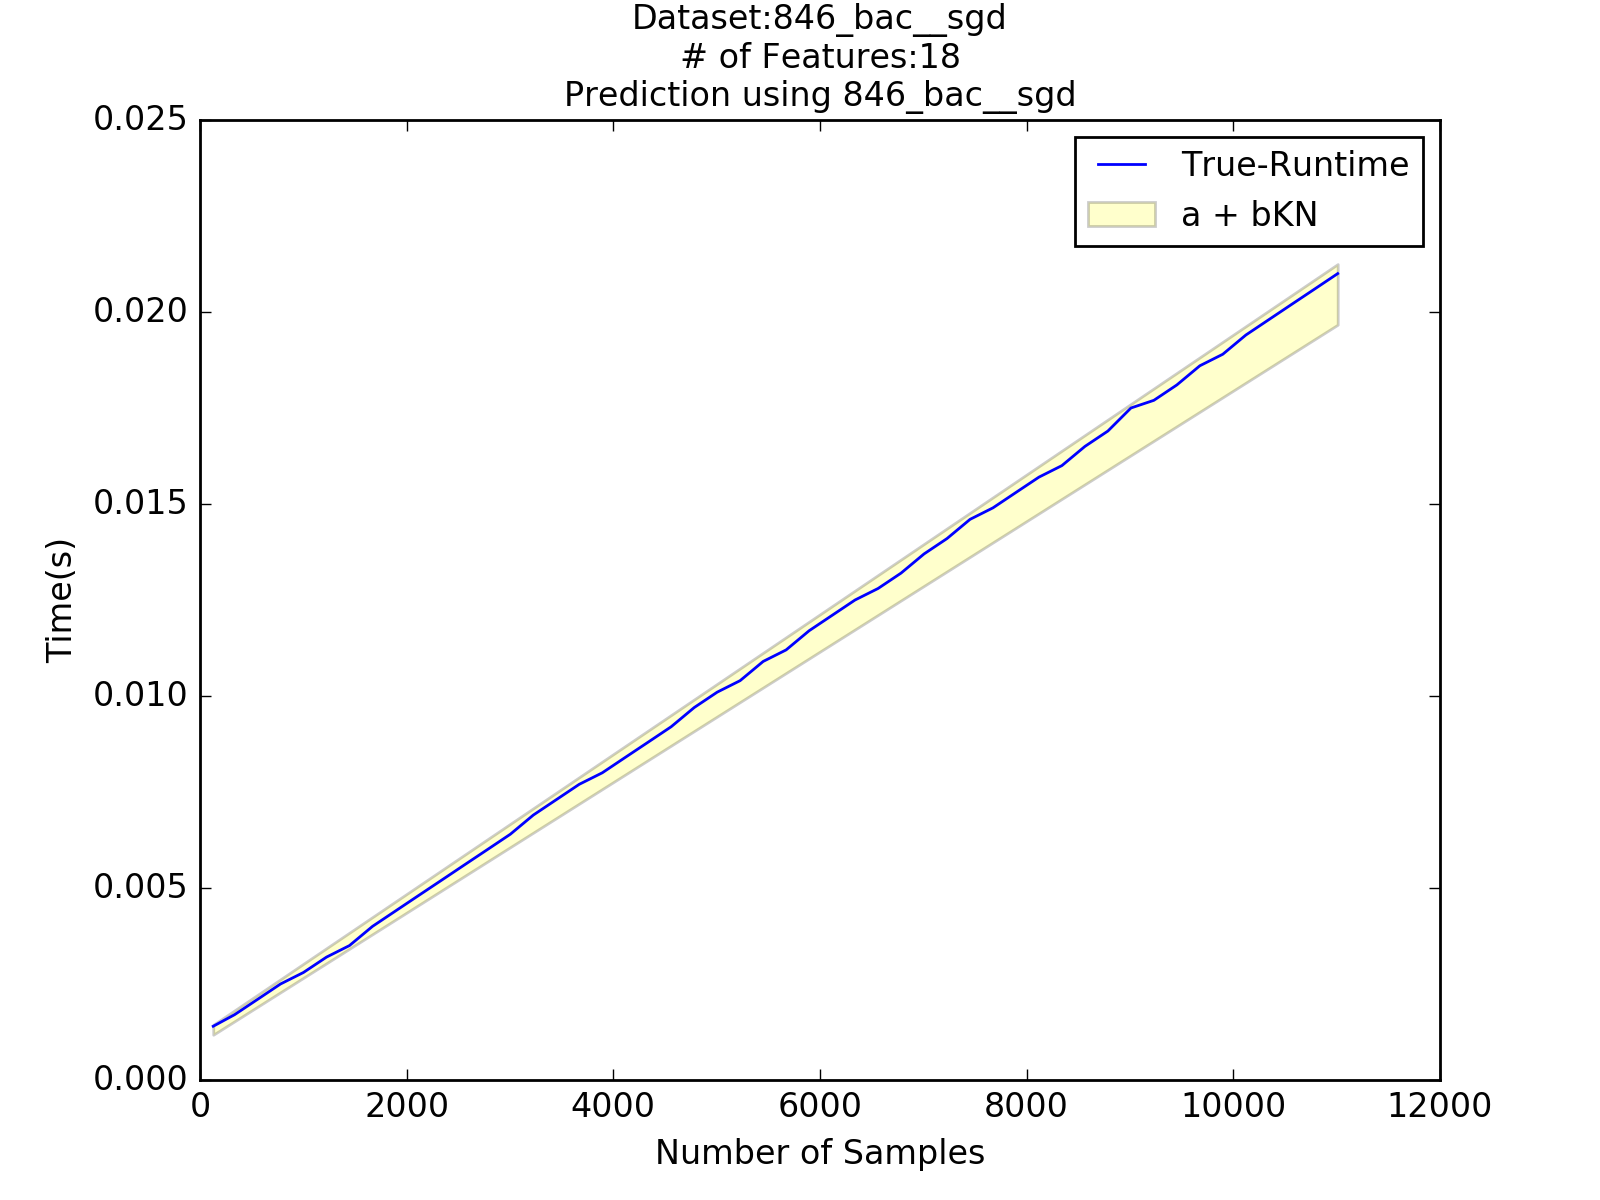 Dataset:846_bac__sgd
# of Features:18
Prediction using 846_bac__sgd
0.025
0.020
0.015
0.010
0.005
0.000
Time(s)
True-Runtime
a + bKN
0 2000 4000 6000 8000 10000 12000
Number of Samples